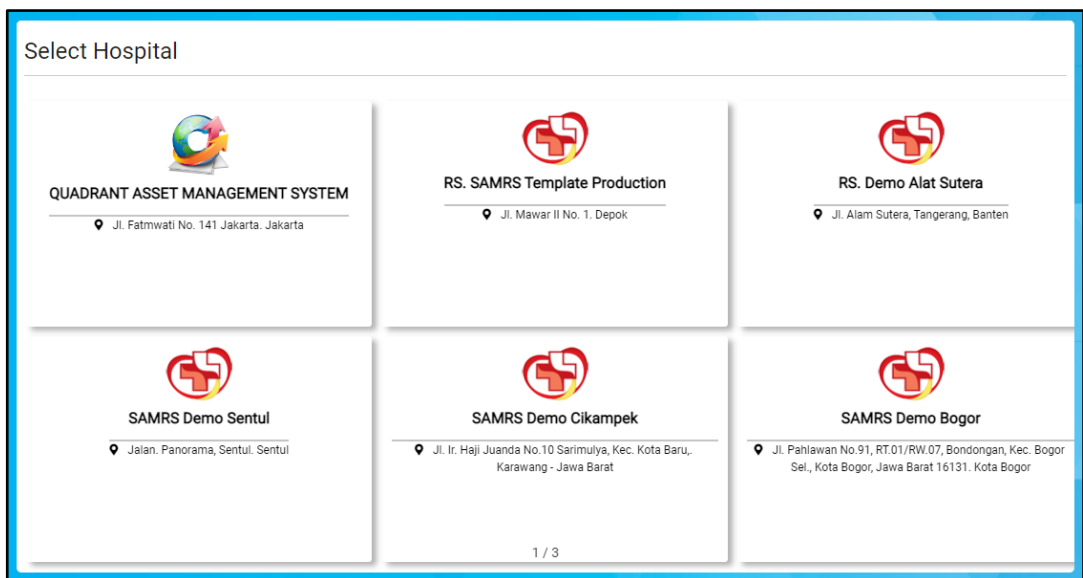 Select Hospital
QUADRANT ASSET MANAGEMENT SYSTEM
Jl. Fatmwati No. 141 Jakarta. Jakarta
RS. SAMRS Template Production
Jl. Mawar II No. 1. Depok
RS. Demo Alat Sutera
Jl. Alam Sutera, Tangerang, Banten
SAMRS Demo Sentul
Jalan. Panorama, Sentul. Sentul
SAMRS Demo Cikampek
Jl. Ir. Haji Juanda No.10 Sarimulya, Kec. Kota Baru,.
Karawang - Jawa Barat
SAMRS Demo Bogor
Jl. Pahlawan No.91, RT.01/RW.07, Bondongan, Kec. Bogor
Sel., Kota Bogor, Jawa Barat 16131. Kota Bogor
1 / 3